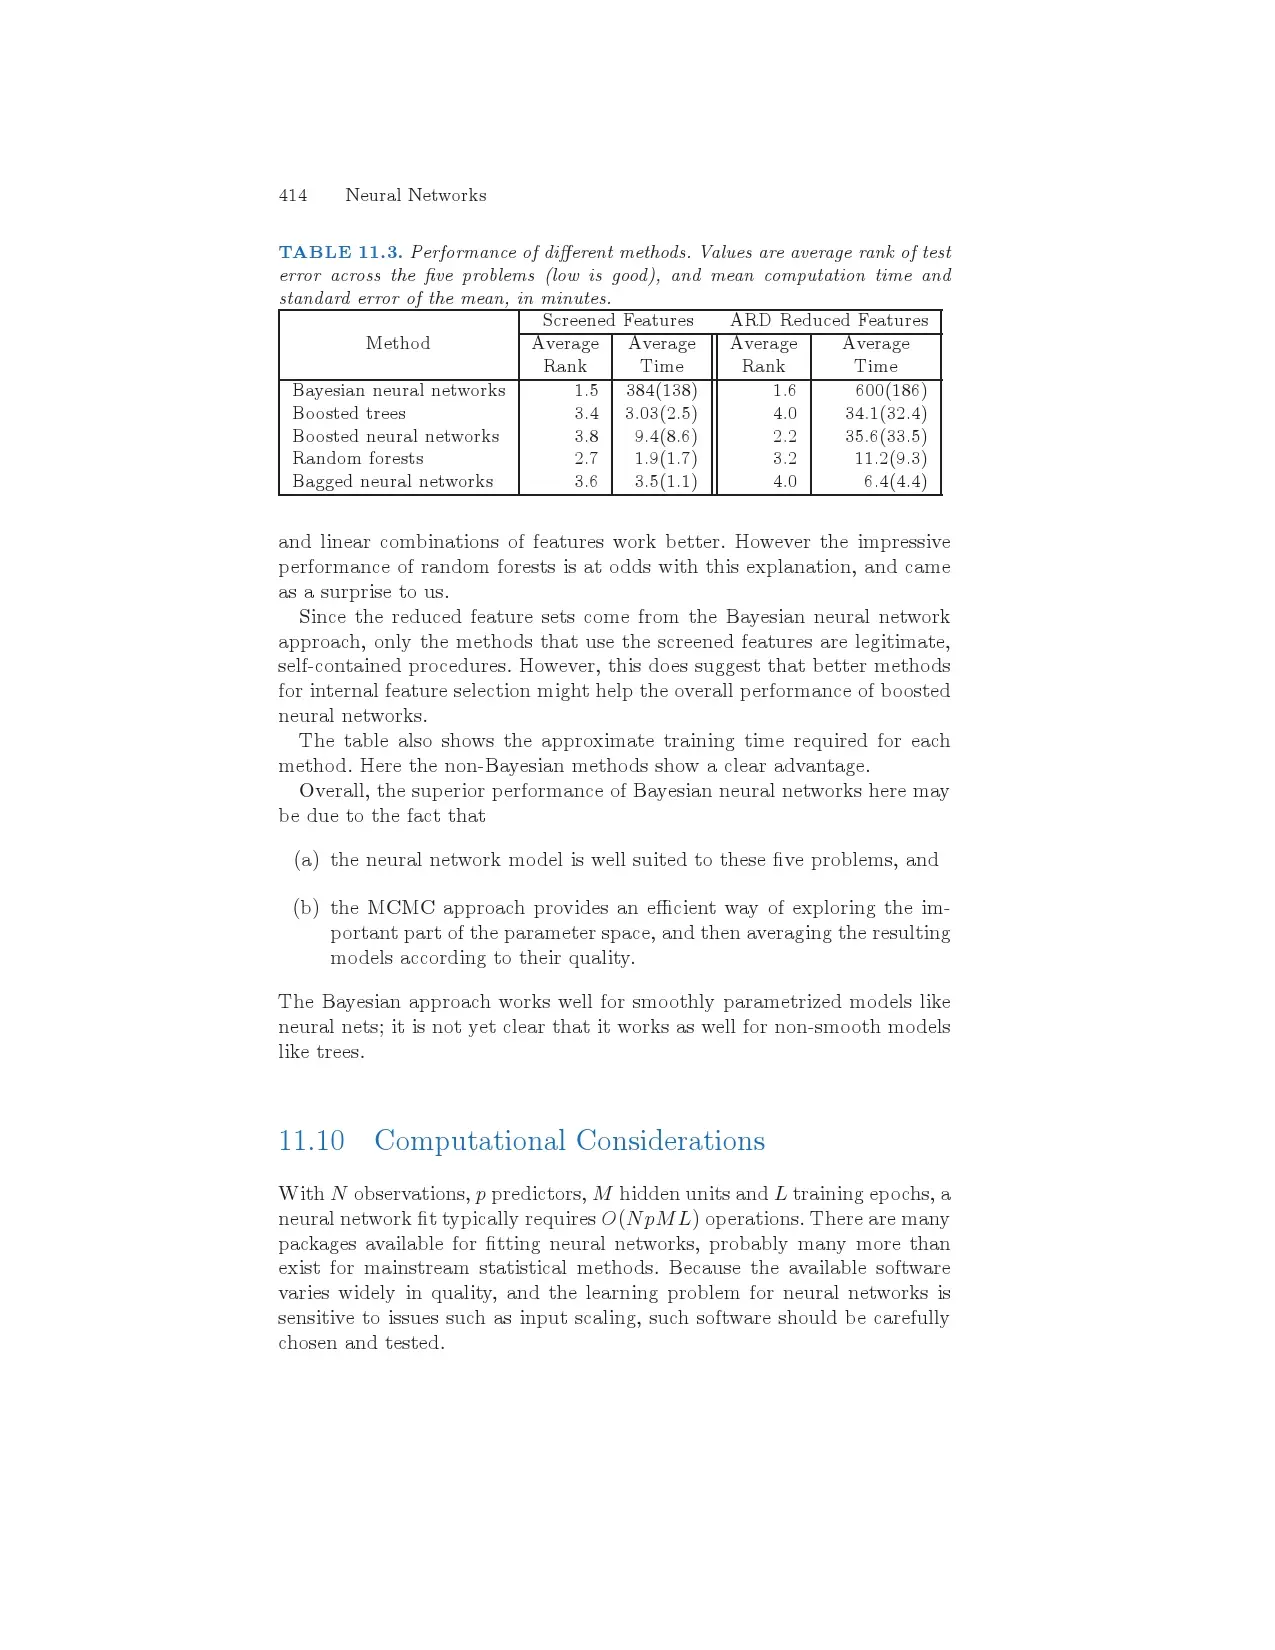 414 Neural Networks
TABLE 11.3. Performance of different methods. Values are average rank of test
error across the five problems (low is good), and mean computation time and
standard error of the mean, in minutes.
Screened Features ARD Reduced Features
Method Average Average Average Average
Rank Time Rank Time
Bayesian neural networks 1.5 384(138) 1.6 600(186)
Boosted trees 3.4 3.03(2.5) 4.0 34.1(32.4)
Boosted neural networks 3.8 9.4(8.6) 2.2 35.6(33.5)
Random forests 2.7 1.9(1.7) 3.2 11.2(9.3)
Bagged neural networks 3.6 3.5(1.1) 4.0 6.4(4.4)
and linear combinations of features work better. However the impressive
performance of random forests is at odds with this explanation, and came
as a surprise to us.
Since the reduced feature sets come from the Bayesian neural network
approach, only the methods that use the screened features are legitimate,
self-contained procedures. However, this does suggest that better methods
for internal feature selection might help the overall performance of boosted
neural networks.
The table also shows the approximate training time required for each
method. Here the non-Bayesian methods show a clear advantage.
Overall, the superior performance of Bayesian neural networks here may
be due to the fact that
(a) the neural network model is well suited to these five problems, and
(b) the MCMC approach provides an efficient way of exploring the im-
portant part of the parameter space, and then averaging the resulting
models according to their quality.
The Bayesian approach works well for smoothly parametrized models like
neural nets; it is not yet clear that it works as well for non-smooth models
like trees.
11.10 Computational Considerations
With N observations, p predictors, M hidden units and L training epochs, a
neural network fit typically requires O(NpML) operations. There are many
packages available for fitting neural networks, probably many more than
exist for mainstream statistical methods. Because the available software
varies widely in quality, and the learning problem for neural networks is
sensitive to issues such as input scaling, such software should be carefully
chosen and tested.